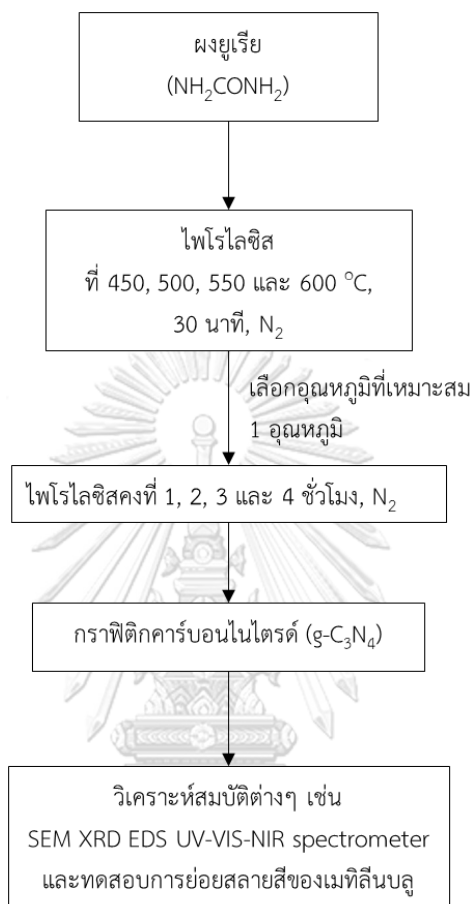 ผงยูเรีย
(NH₂CONH₂)
ไพโรไลซิส
ที่ 450, 500, 550 และ 600 °C,
30 นาที, N₂
เลือกอุณหภูมิที่เหมาะสม
1 อุณหภูมิ
ไพโรไลซิสคงที่ 1, 2, 3 และ 4 ชั่วโมง, N₂
กราฟิติกคาร์บอนไนไตรด์ (g-C₃N₄)
วิเคราะห์สมบัติต่างๆ เช่น
SEM XRD EDS UV-VIS-NIR spectrometer
และทดสอบการย่อยสลายสีของเมทิลีนบลู